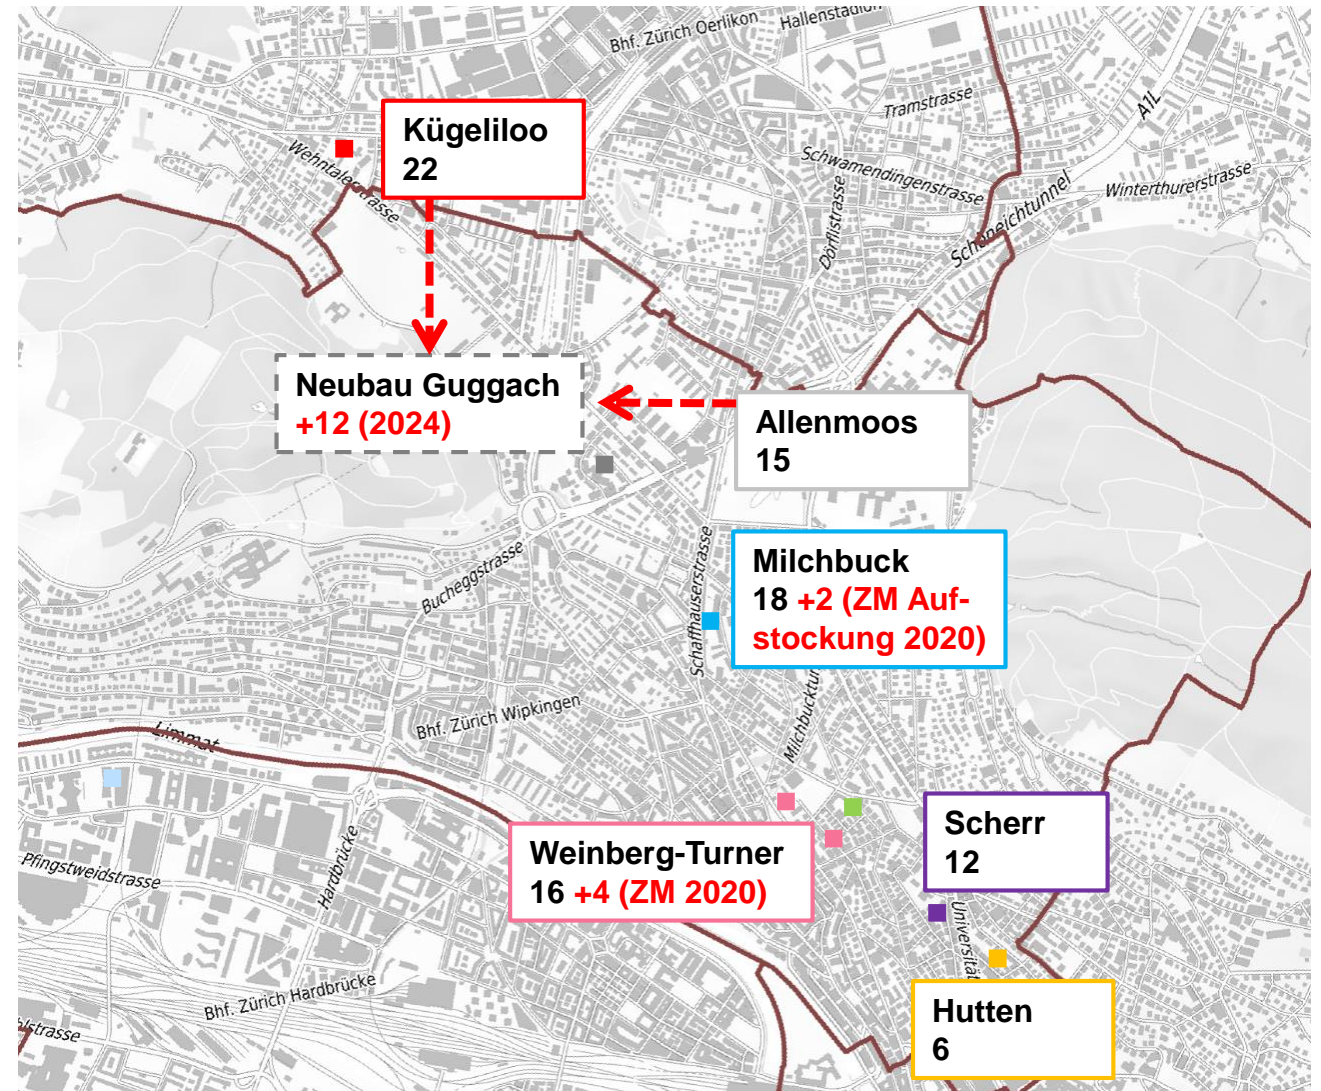 Bhf. Zürich Oerlikon
Hallenstadion
Tramstrasse
A1L
Kügeliloo
22
Wehntalerstrasse
Schwamendingenstrasse
Winterthurerstrasse
Dörflistrasse
Schöneichtunnel
Neubau Guggach
+12 (2024)
Allenmoos
15
Bucheggstrasse
Schaffhauserstrasse
Milchbuck
18 +2 (ZM Auf-
stockung 2020)
Milchbucktun
Bhf. Zürich Wipkingen
Limmat
Pfingstweidstrasse
Hardbrücke
Weinberg-Turner
16 +4 (ZM 2020)
Scherr
12
Universität
Bhf. Zürich Hardbrücke
Hutten
6